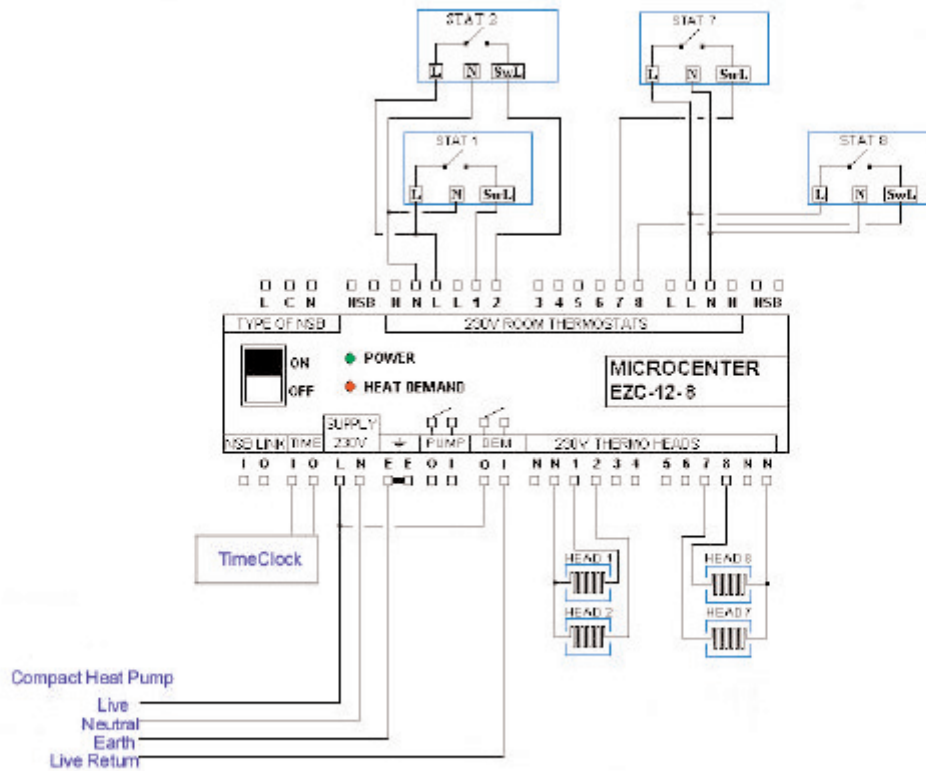 STAT 2
L N SwL
STAT 7
L N SwL
STAT 1
L N SwL
STAT 8
L N SwL
L C N NSB N N L L 1 2 3 4 5 6 7 8 L L N N NSB
TYPE OF NSB
230V ROOM THERMOSTATS
ON
OFF
POWER
HEAT DEMAND
MICROCENTER
EZC-12-8
NSB LINK TIME SUPPLY 230V PUMP DEM 230V THERMO HEADS
I O I O L N E E O I O I N N 1 2 3 4 5 6 7 8 N N
TimeClock
HEAD 1
HEAD 2
HEAD 8
HEAD 7
Compact Heat Pump
Live
Neutral
Earth
Live Return